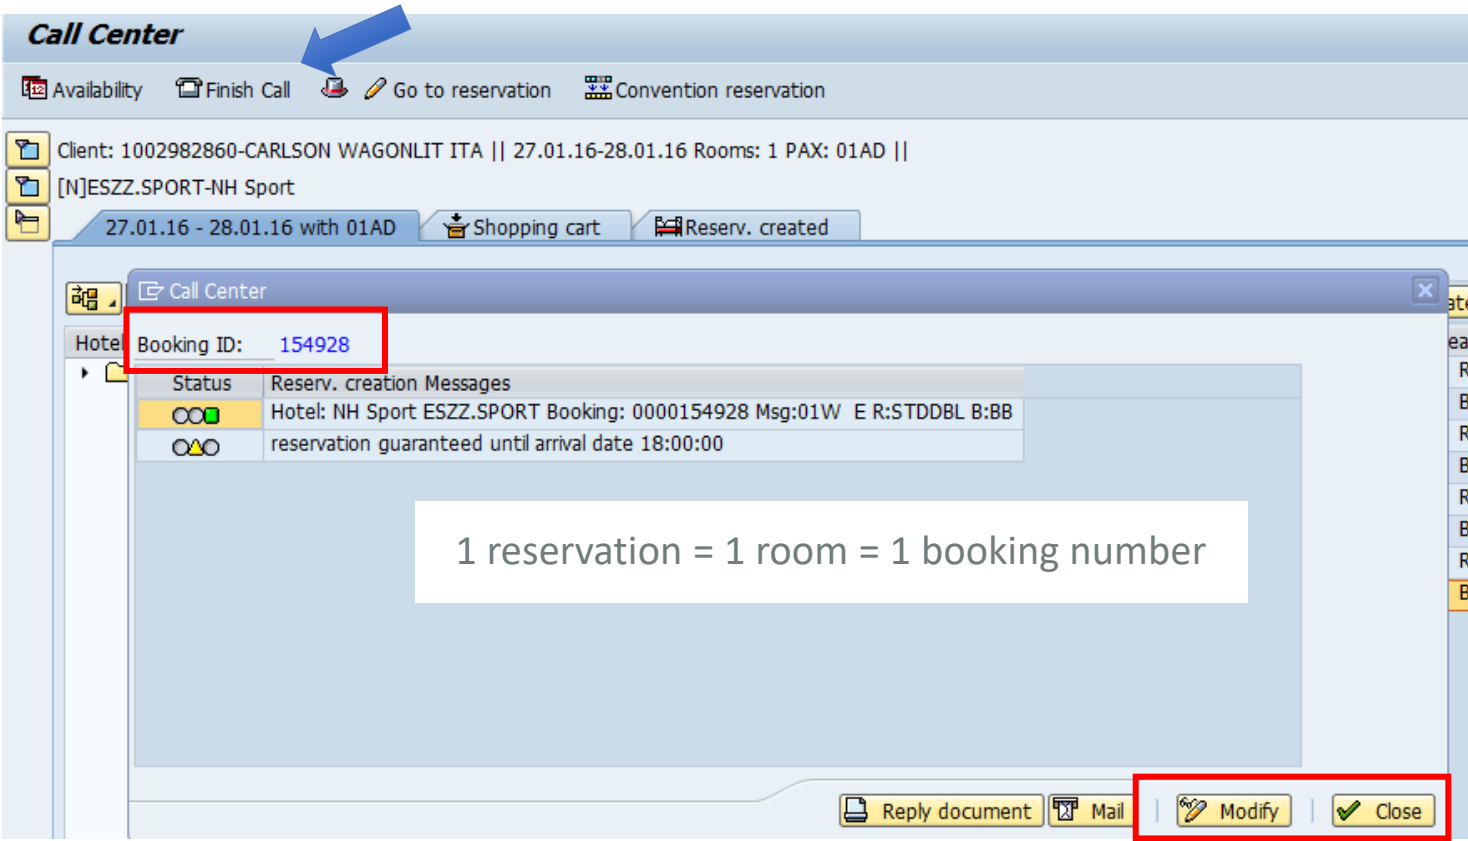 Call Center
Availability Finish Call Go to reservation Convention reservation
Client: 1002982860-CARLSON WAGONLIT ITA || 27.01.16-28.01.16 Rooms: 1 PAX: 01AD ||
[N]ESZZ.SPORT-NH Sport
27.01.16 - 28.01.16 with 01AD Shopping cart Reserv. created
Call Center
Hotel
Booking ID: 154928
Status Reserv. creation Messages
Hotel: NH Sport ESZZ.SPORT Booking: 0000154928 Msg:01W E R:STDDBL B:BB
reservation guaranteed until arrival date 18:00:00
1 reservation = 1 room = 1 booking number
Reply document Mail Modify Close